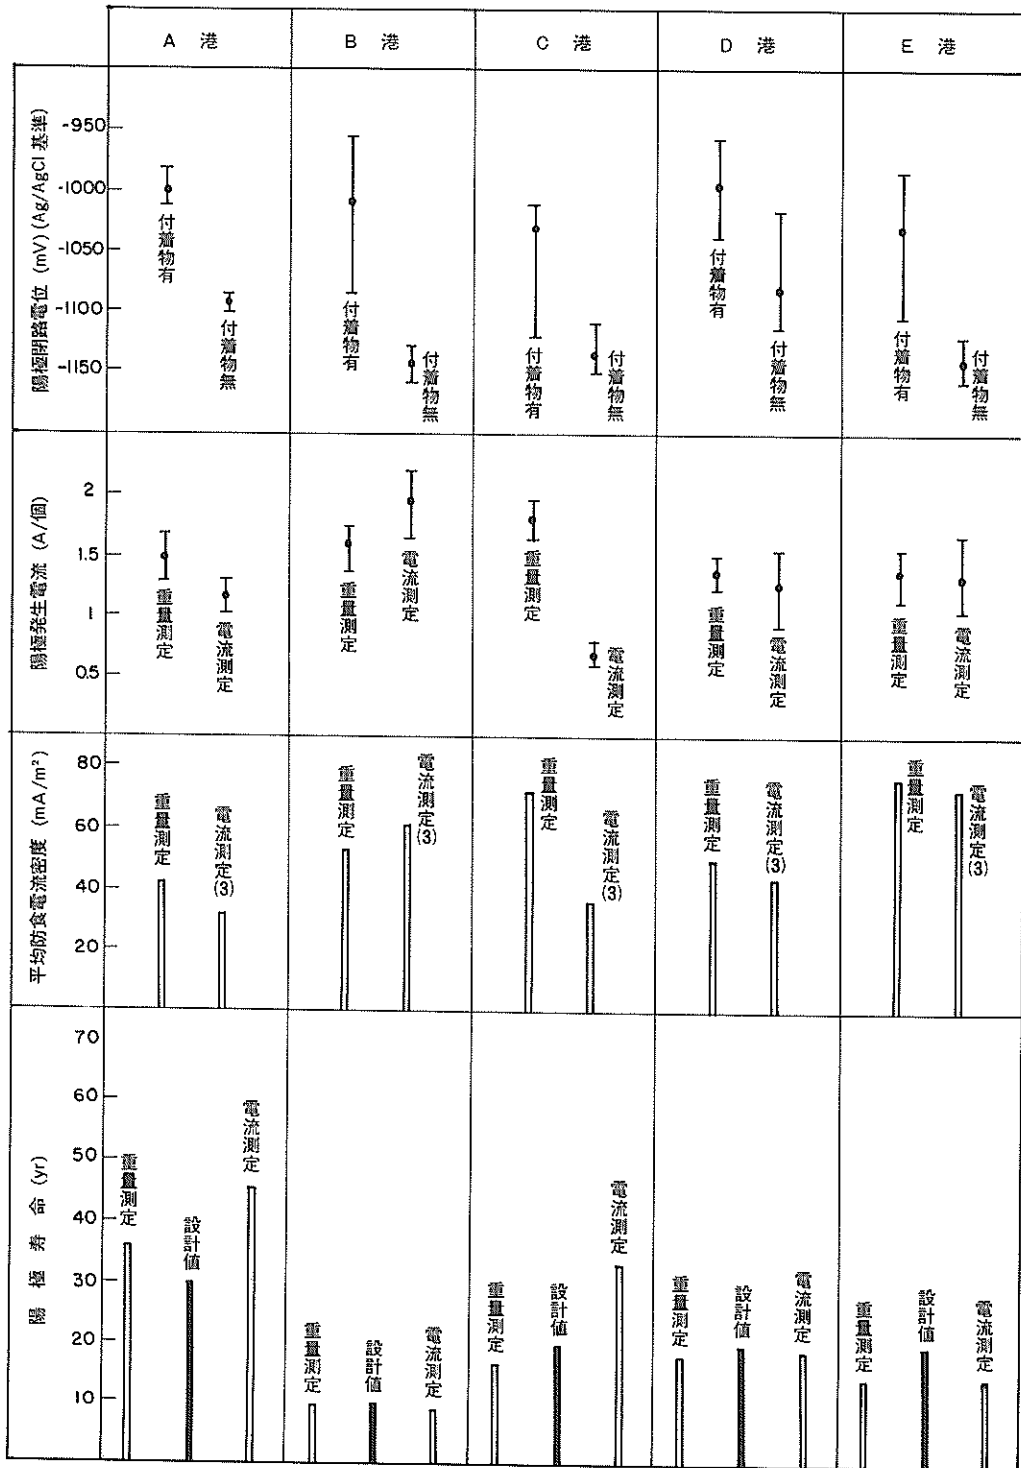 A 港
B 港
C 港
D 港
E 港
陽極閉路電位 (mV) (Ag/AgCl 基準)
-950
-1000
-1050
-1100
-1150
付着物有
付着物無
付着物有
付着物無
付着物有
付着物無
付着物有
付着物無
付着物有
付着物無
陽極発生電流 (A/個)
2
1.5
1
0.5
重量測定
電流測定
重量測定
電流測定
重量測定
電流測定
重量測定
電流測定
重量測定
電流測定
平均防食電流密度 (mA/m²)
80
60
40
20
重量測定
電流測定(3)
重量測定
電流測定(3)
重量測定
電流測定(3)
重量測定
電流測定(3)
重量測定
電流測定(3)
陽極寿命 (yr)
70
60
50
40
30
20
10
重量測定
設計値
電流測定
重量測定
設計値
電流測定
重量測定
設計値
電流測定
重量測定
設計値
電流測定
重量測定
設計値
電流測定